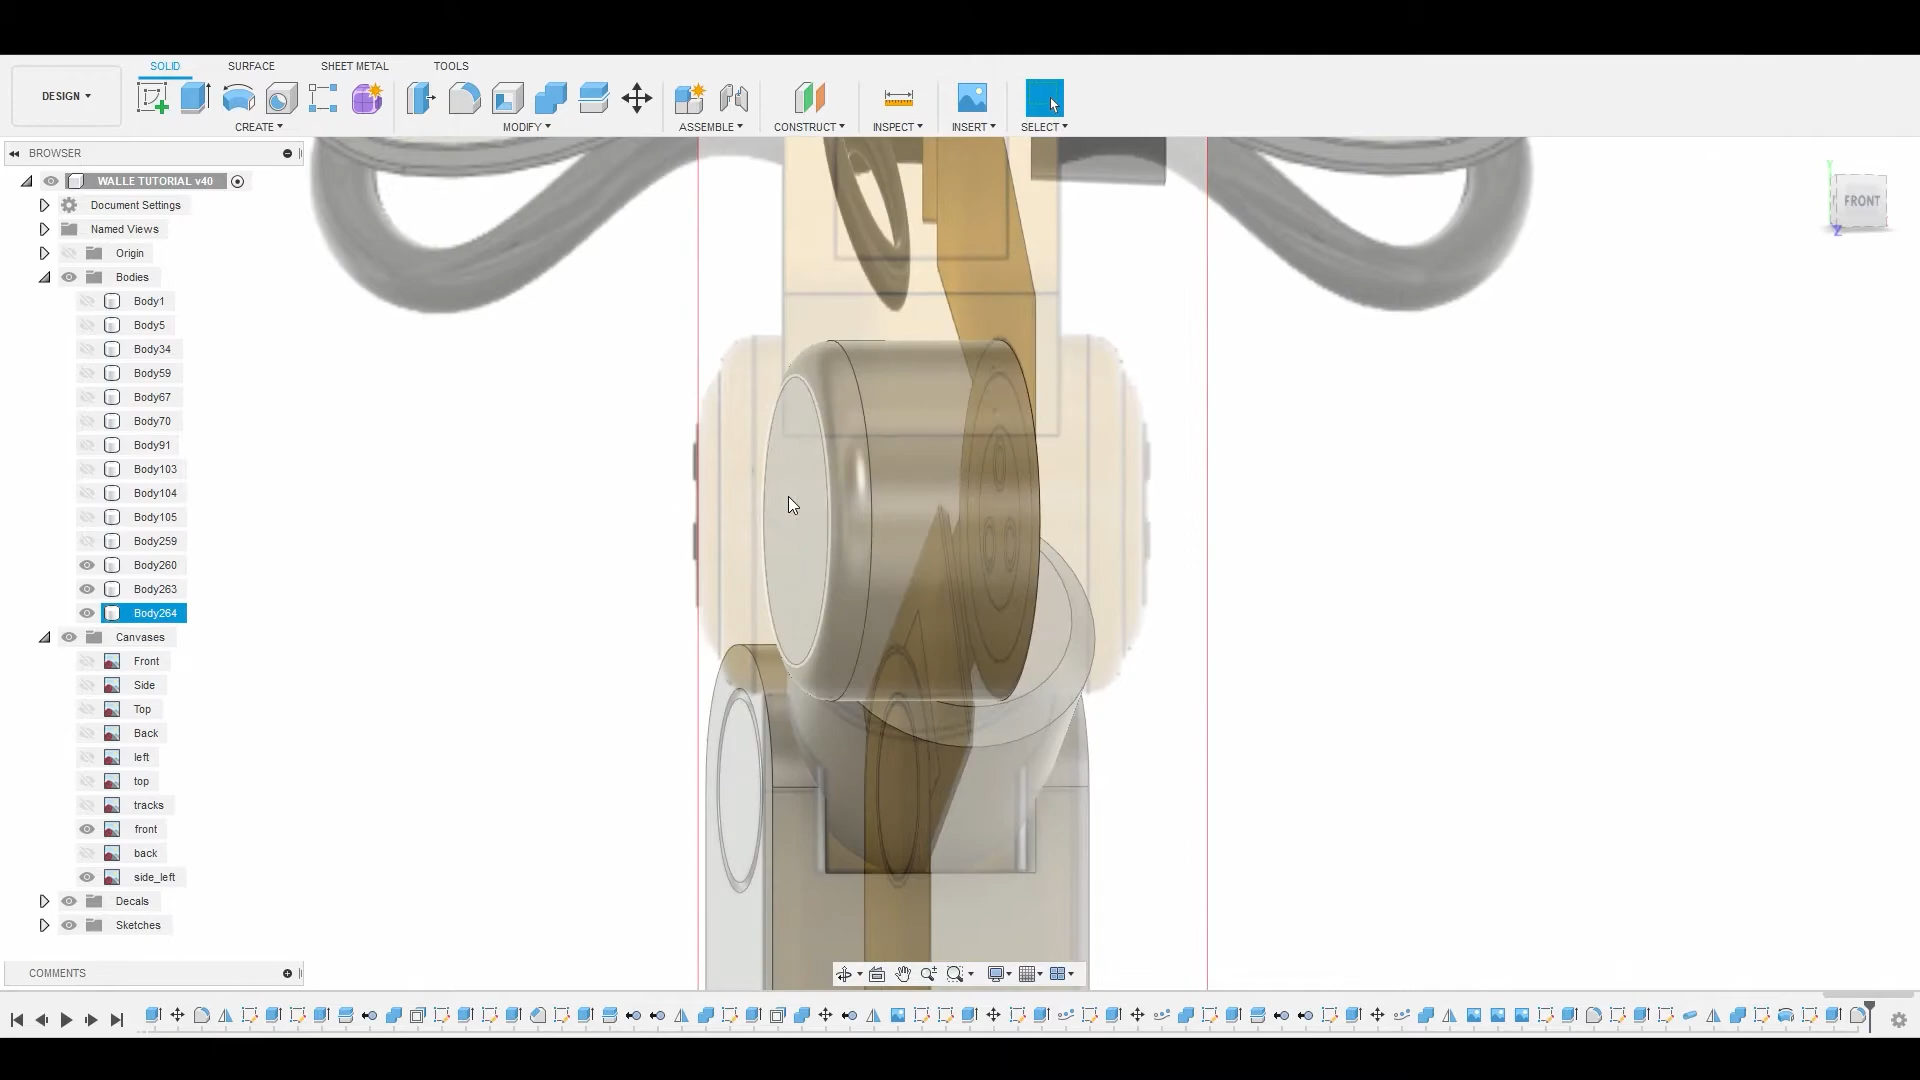 SOLID SURFACE SHEET METAL TOOLS
DESIGN
CREATE MODIFY ASSEMBLE CONSTRUCT INSPECT INSERT SELECT
BROWSER
WALLE TUTORIAL v40
Document Settings
Named Views
Origin
Bodies
Body1
Body5
Body34
Body59
Body67
Body70
Body91
Body103
Body104
Body105
Body259
Body260
Body263
Body264
Canvases
Front
Side
Top
Back
left
top
tracks
front
back
side_left
Decals
Sketches
COMMENTS
Y
FRONT
Z